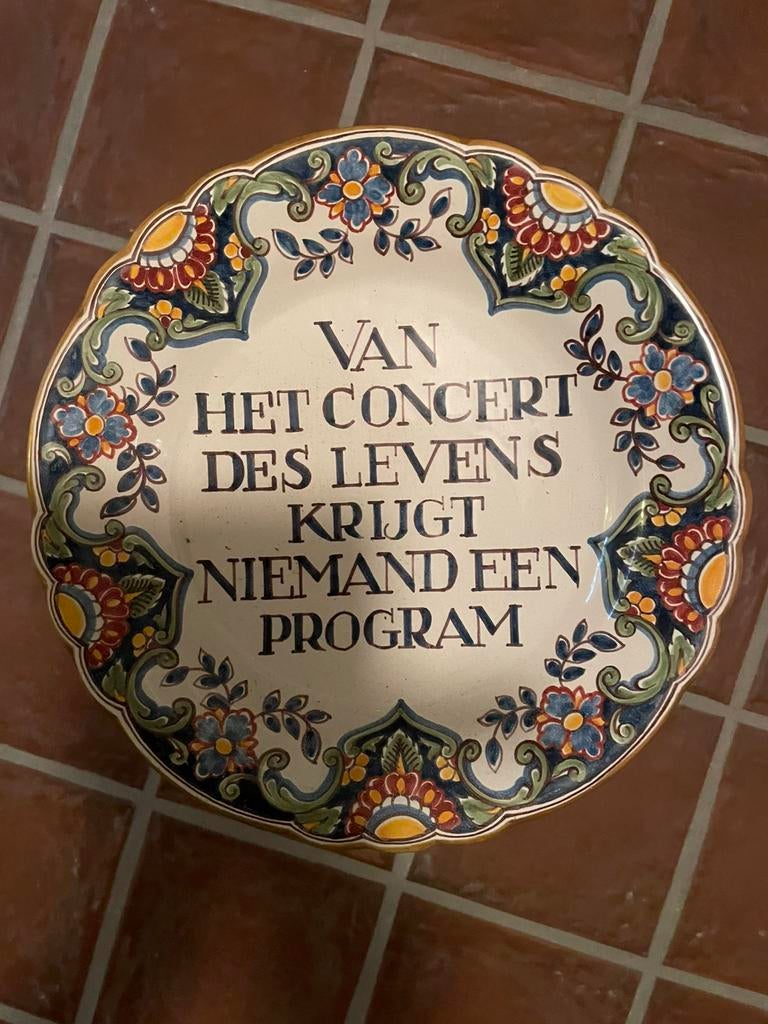 VAN
HET CONCERT
DES LEVENS
KRIJGT
NIEMAND EEN
PROGRAM